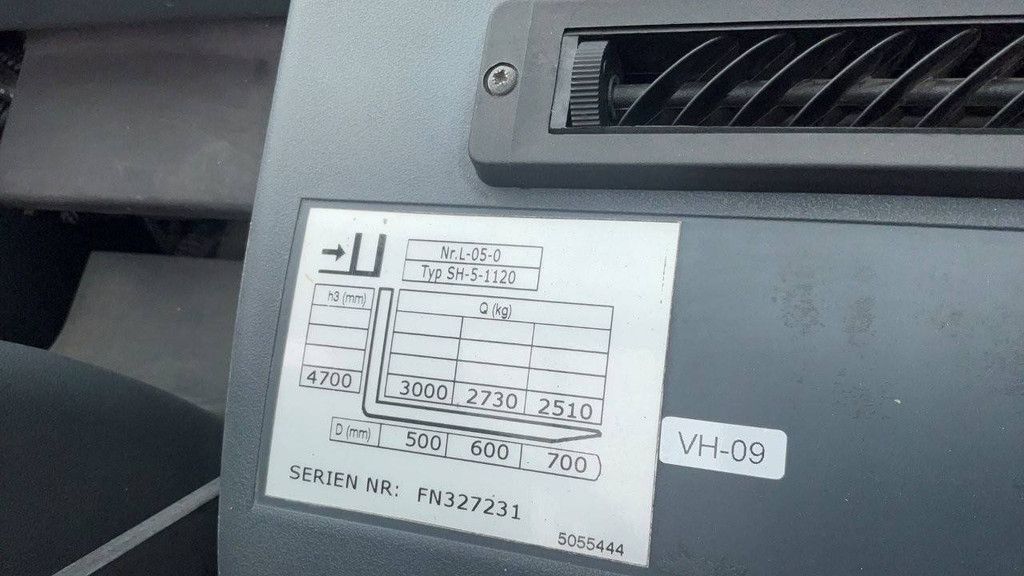 Nr.L-05-0
Typ SH-5-1120
h3 (mm)
Q (kg)
4700 3000 2730 2510
D (mm) 500 600 700
SERIEN NR: FN327231
5055444
VH-09